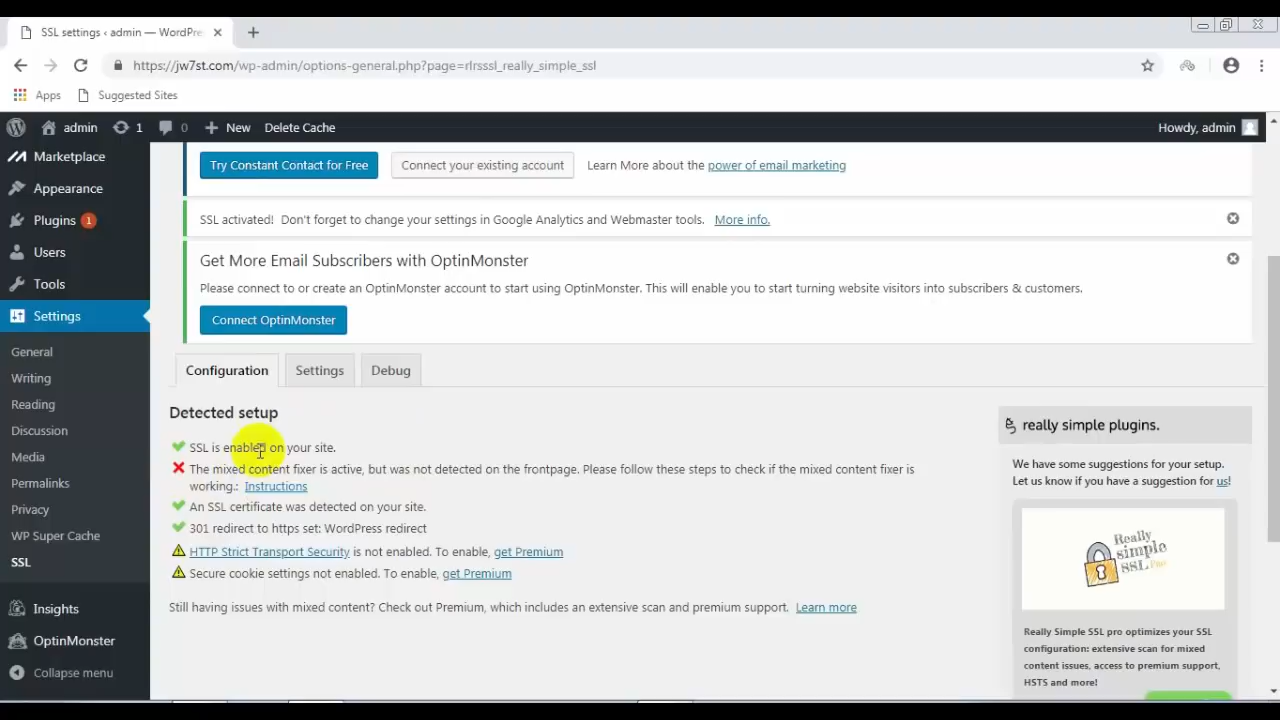 SSL settings ‹ admin — WordPre
https://jw7st.com/wp-admin/options-general.php?page=rlrsssl_really_simple_ssl
Apps Suggested Sites
admin 1 0 New Delete Cache Howdy, admin
Marketplace
Appearance
Plugins 1
Users
Tools
Settings
General
Writing
Reading
Discussion
Media
Permalinks
Privacy
WP Super Cache
SSL
Insights
OptinMonster
Collapse menu
Try Constant Contact for Free Connect your existing account Learn More about the power of email marketing
SSL activated! Don't forget to change your settings in Google Analytics and Webmaster tools. More info.
Get More Email Subscribers with OptinMonster
Please connect to or create an OptinMonster account to start using OptinMonster. This will enable you to start turning website visitors into subscribers & customers.
Connect OptinMonster
Configuration Settings Debug
Detected setup
SSL is enabled on your site.
The mixed content fixer is active, but was not detected on the frontpage. Please follow these steps to check if the mixed content fixer is
working.: Instructions
An SSL certificate was detected on your site.
301 redirect to https set: WordPress redirect
HTTP Strict Transport Security is not enabled. To enable, get Premium
Secure cookie settings not enabled. To enable, get Premium
Still having issues with mixed content? Check out Premium, which includes an extensive scan and premium support. Learn more
really simple plugins.
We have some suggestions for your setup.
Let us know if you have a suggestion for us!
Really
simple
SSL Pro
Really Simple SSL pro optimizes your SSL
configuration: extensive scan for mixed
content issues, access to premium support,
HSTS and more!